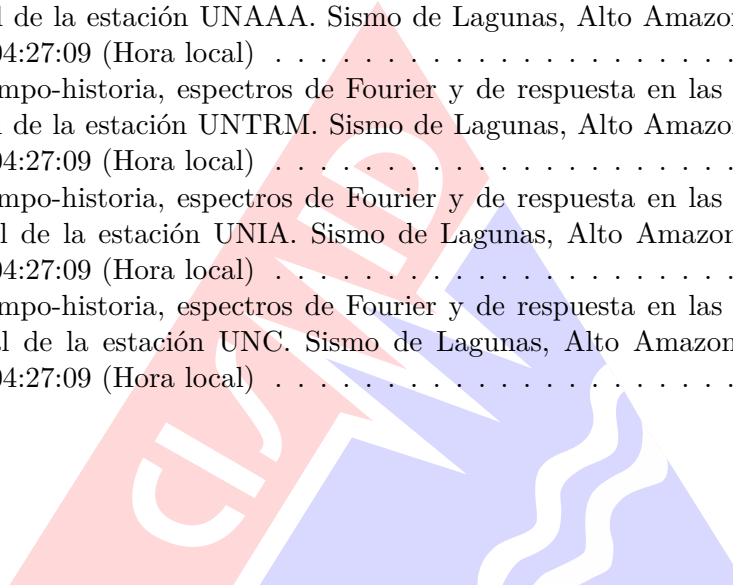 l de la estación UNAAA. Sismo de Lagunas, Alto Amazon
04:27:09 (Hora local) . . . . . . . . . . . . . . . . . . . . .
mpo-historia, espectros de Fourier y de respuesta en las
l de la estación UNTRM. Sismo de Lagunas, Alto Amazon
04:27:09 (Hora local) . . . . . . . . . . . . . . . . . . . . .
mpo-historia, espectros de Fourier y de respuesta en las
l de la estación UNIA. Sismo de Lagunas, Alto Amazon
04:27:09 (Hora local) . . . . . . . . . . . . . . . . . . . . .
mpo-historia, espectros de Fourier y de respuesta en las
al de la estación UNC. Sismo de Lagunas, Alto Amazon
04:27:09 (Hora local) . . . . . . . . . . . . . . . . . . . . .
CISMID